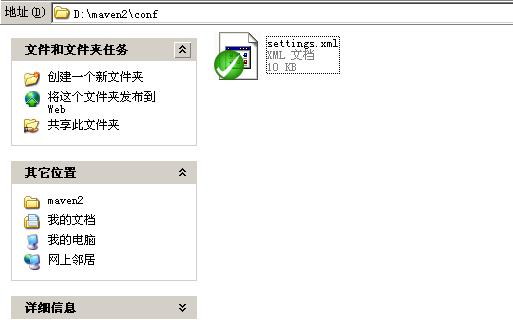 地址(D) D:\maven2\conf
文件和文件夹任务
创建一个新文件夹
将这个文件夹发布到
Web
共享此文件夹
其它位置
maven2
我的文档
我的电脑
网上邻居
详细信息
settings.xml
XML 文档
10 KB